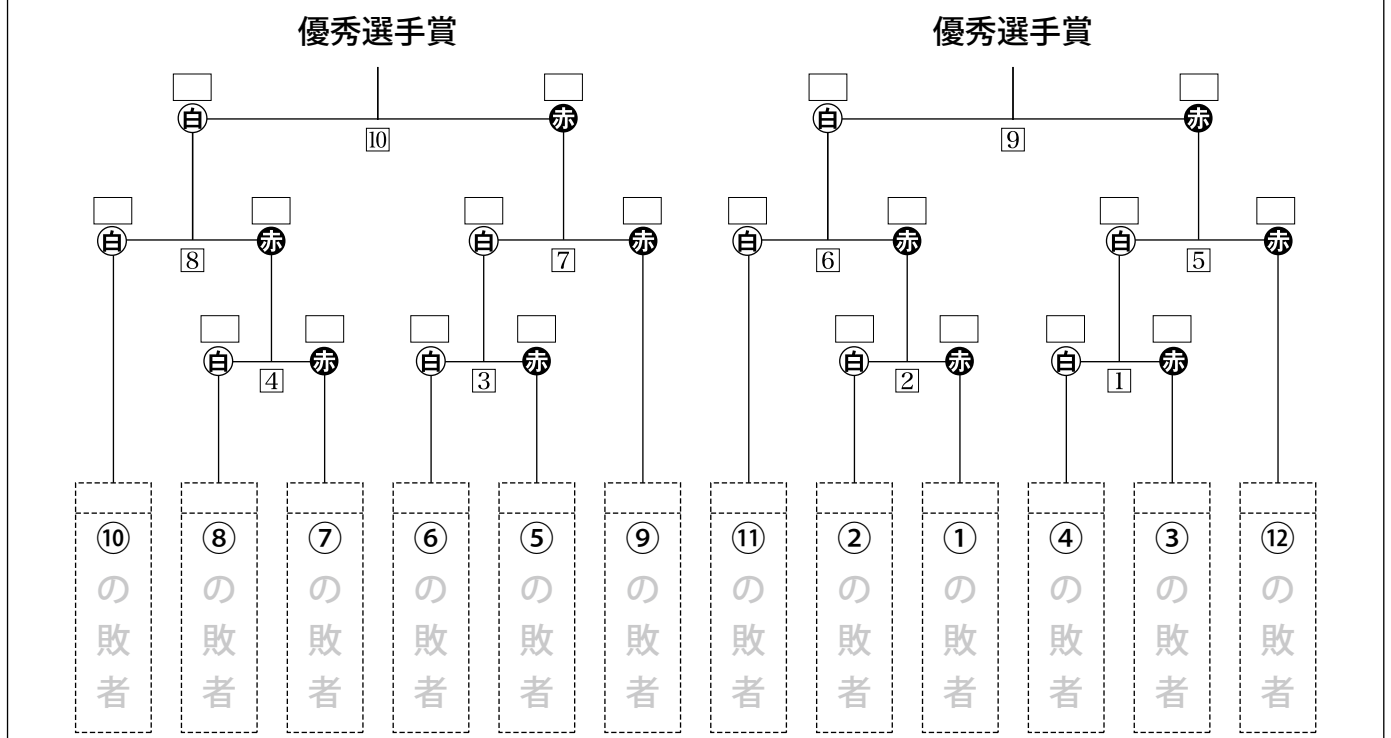 優秀選手賞 優秀選手賞
白 赤 白 赤
10 9
白 赤 白 赤 白 赤 白 赤
8 7 6 5
白 赤 白 赤 白 赤 白 赤
4 3 2 1
⑩の敗者
⑧の敗者
⑦の敗者
⑥の敗者
⑤の敗者
⑨の敗者
⑪の敗者
②の敗者
①の敗者
④の敗者
③の敗者
⑫の敗者